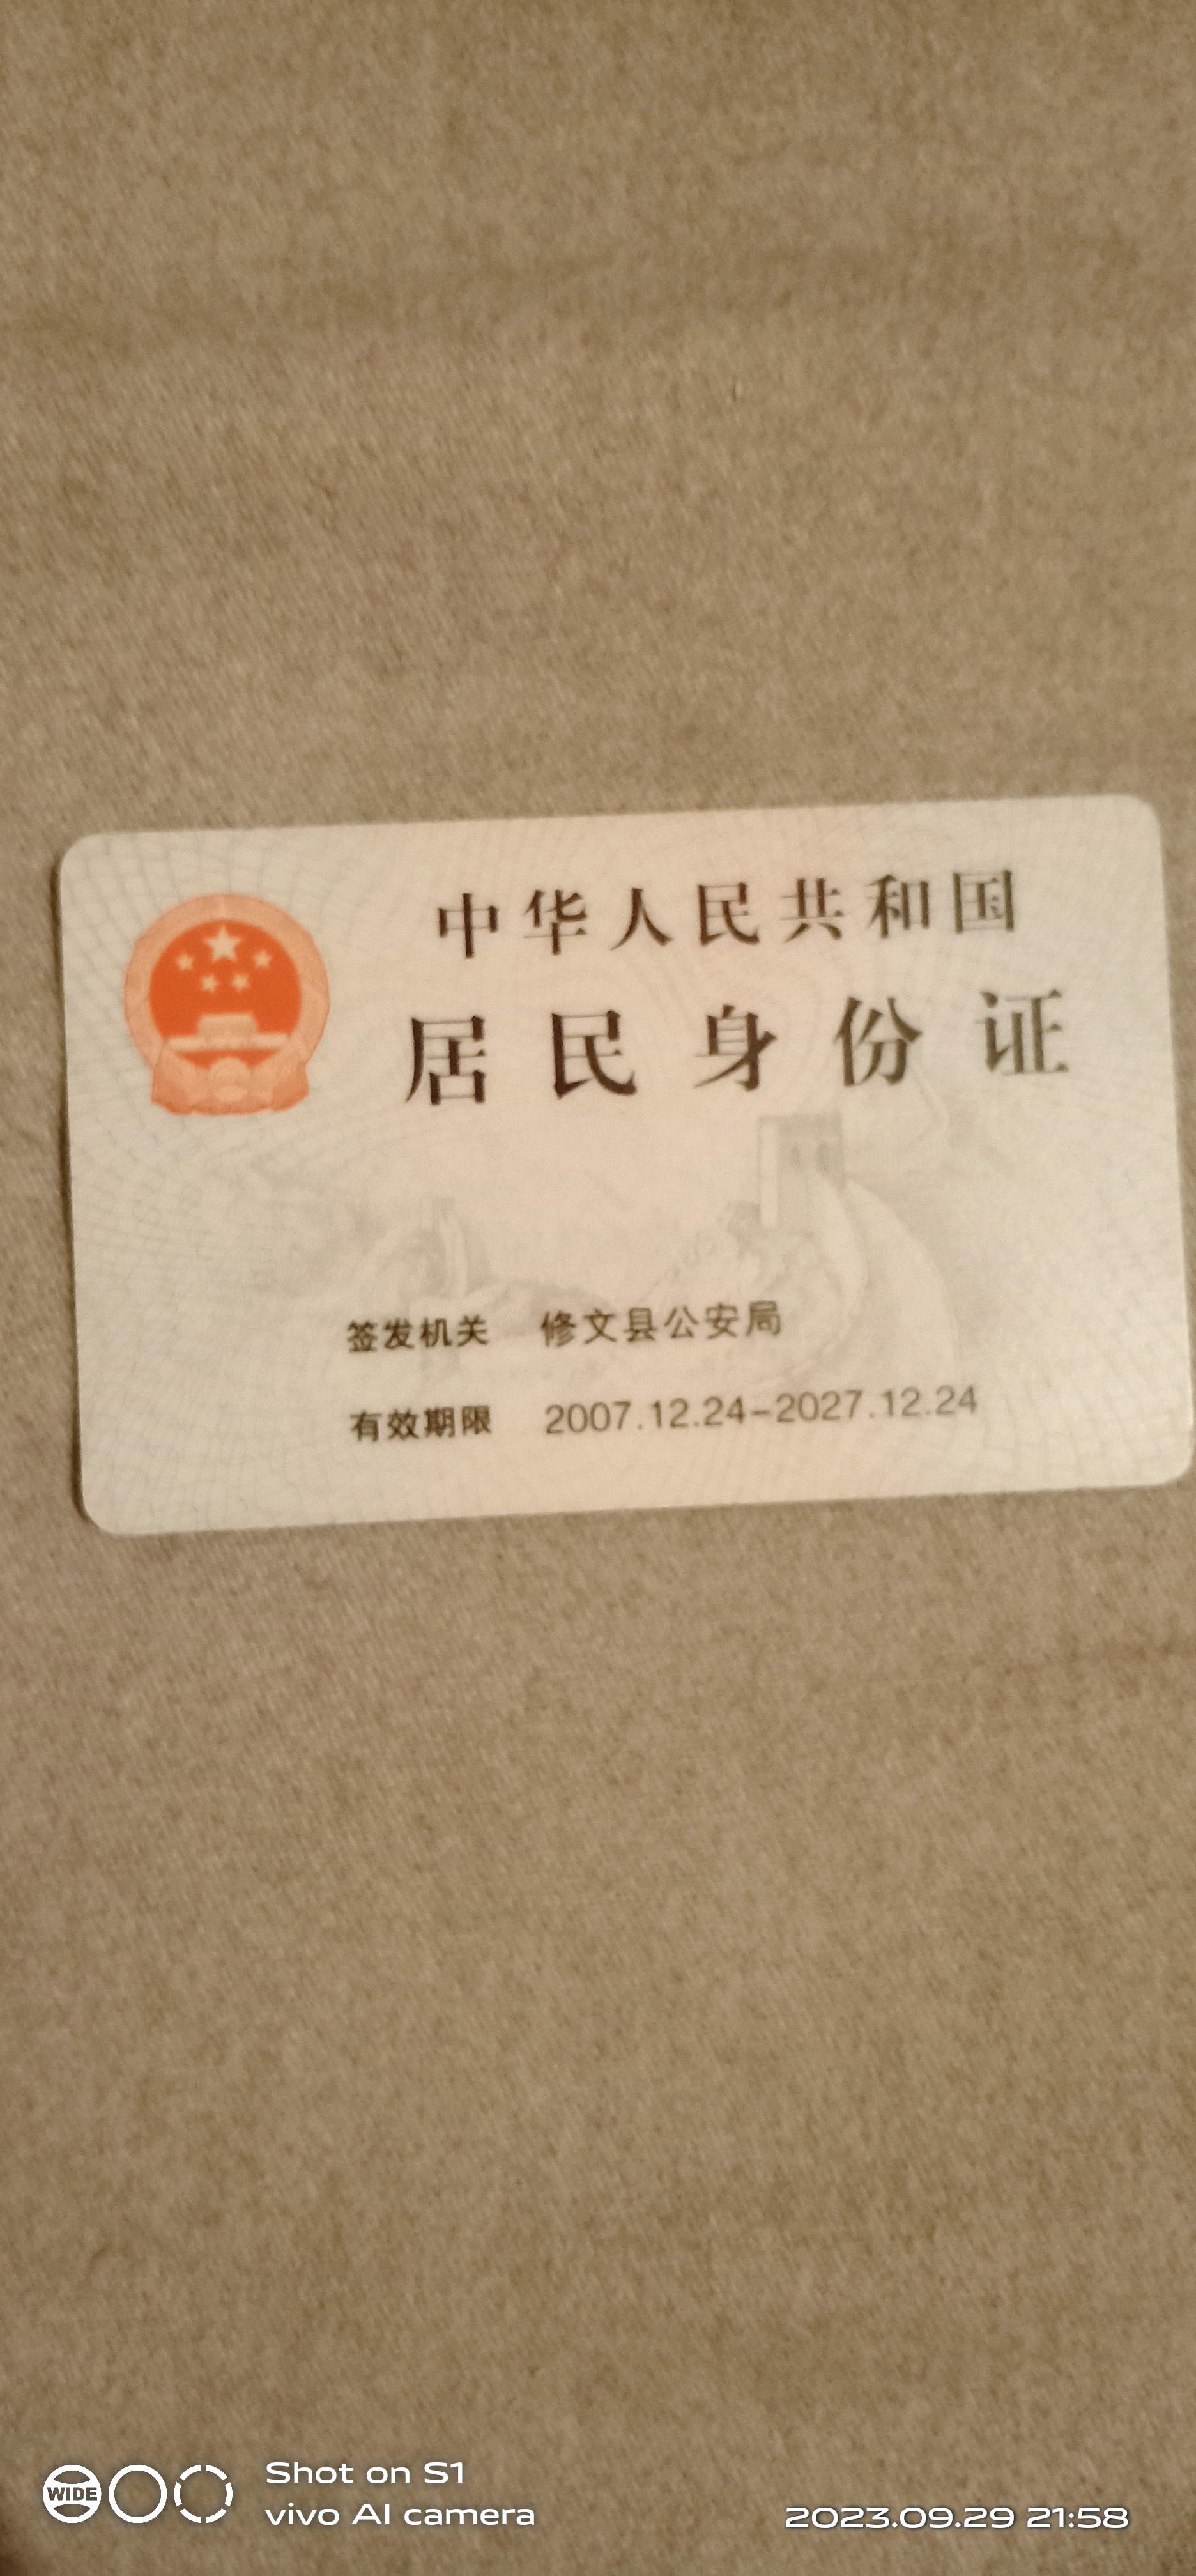 中华人民共和国
居民身份证
签发机关 修文县公安局
有效期限 2007.12.24-2027.12.24
WIDE
Shot on S1
vivo AI camera
2023.09.29 21:58